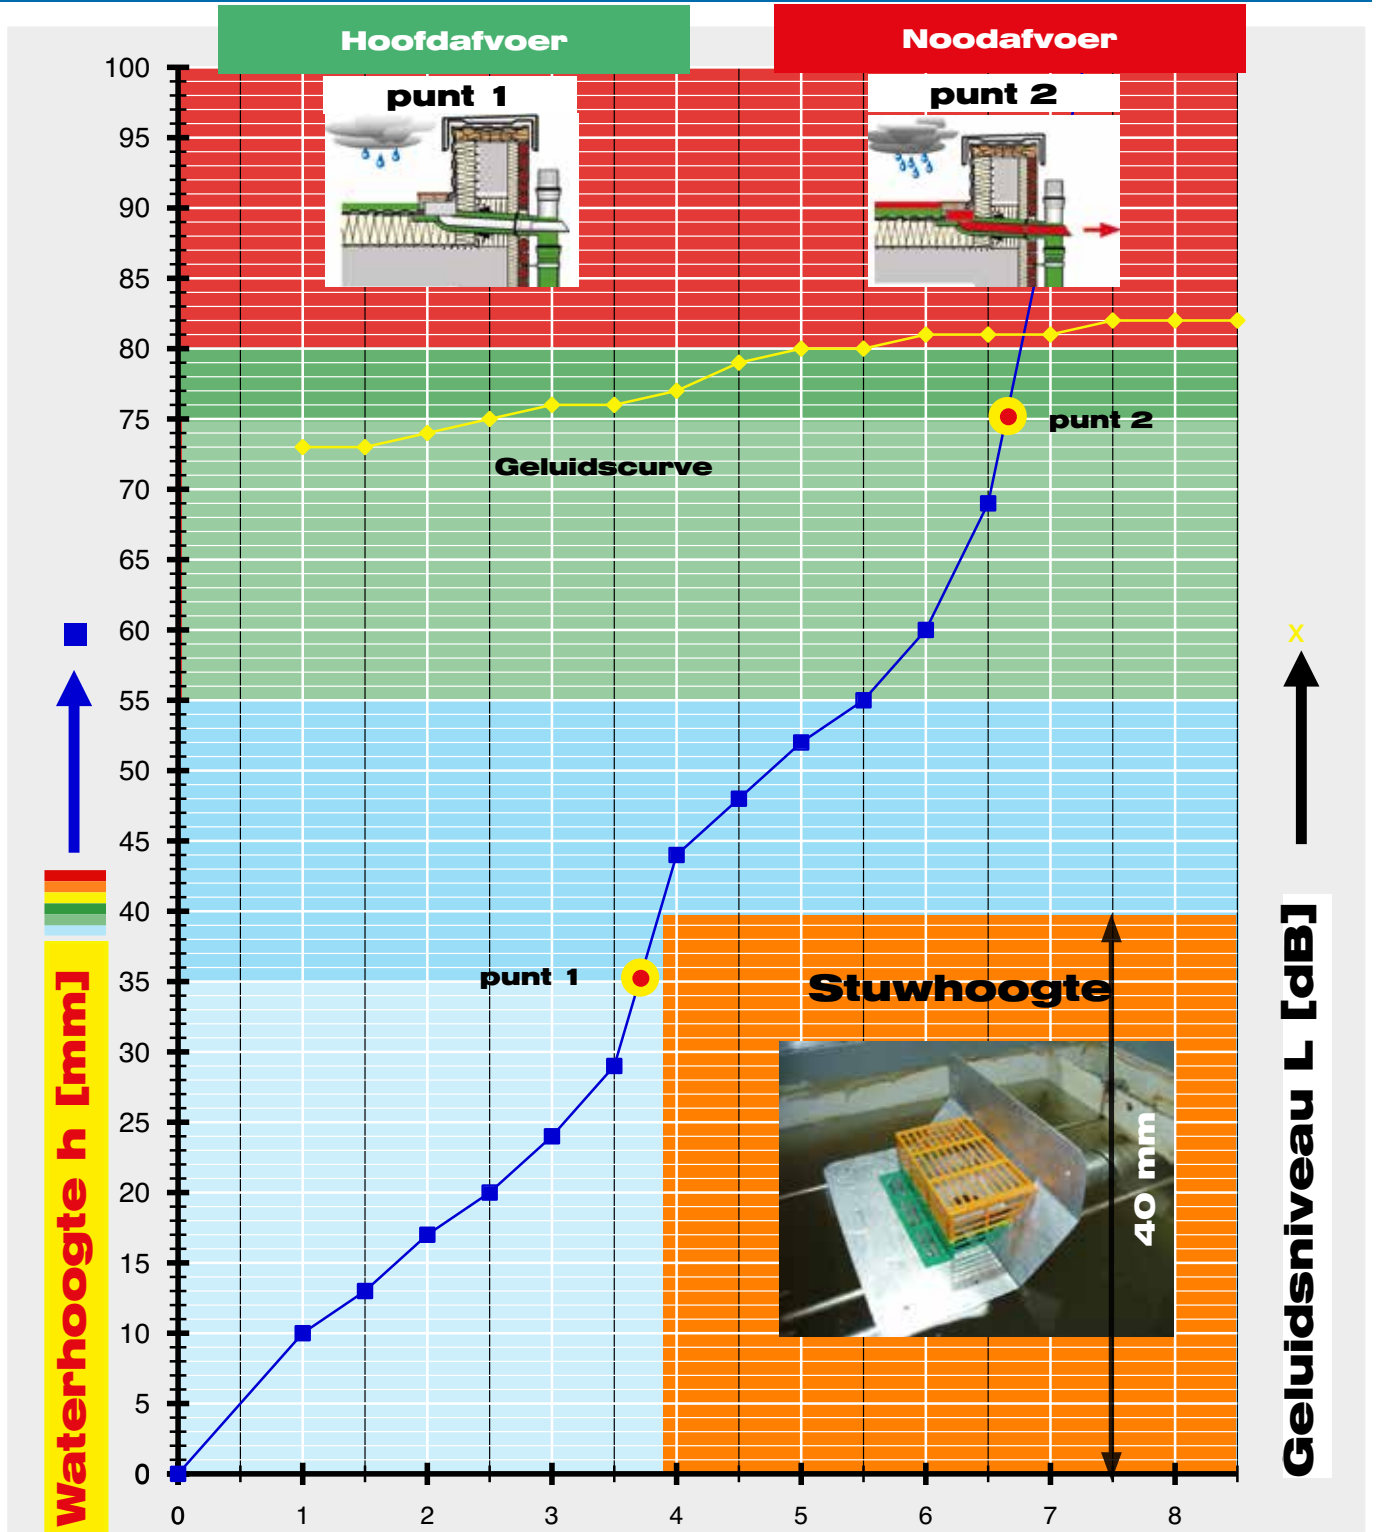 Hoofdafvoer
Noodafvoer
punt 1
punt 2
100
95
90
85
80
75
70
65
60
55
50
45
40
35
30
25
20
15
10
5
0
punt 2
Geluidscurve
x
punt 1
Stuwhoogte
40 mm
Waterhoogte h [mm]
Geluidsniveau L [dB]
0 1 2 3 4 5 6 7 8